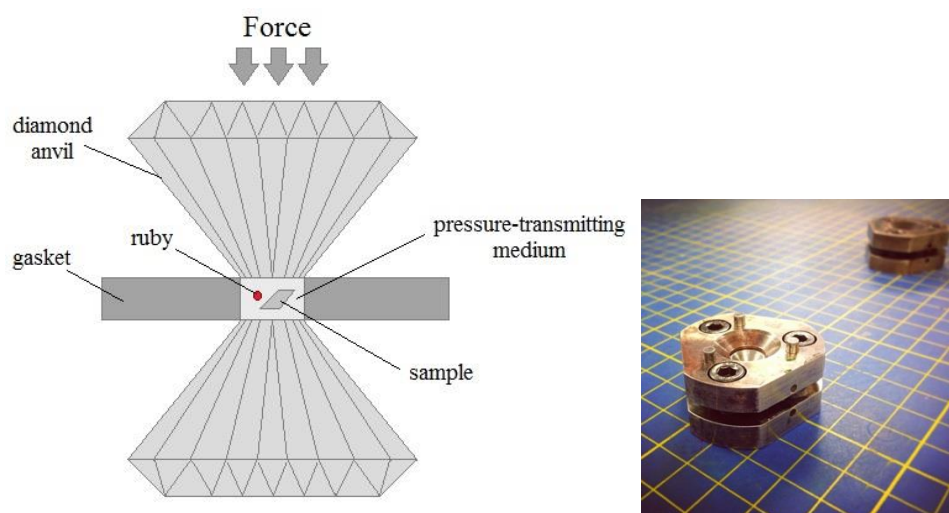 Force
diamond
anvil
ruby
pressure-transmitting
medium
gasket
sample